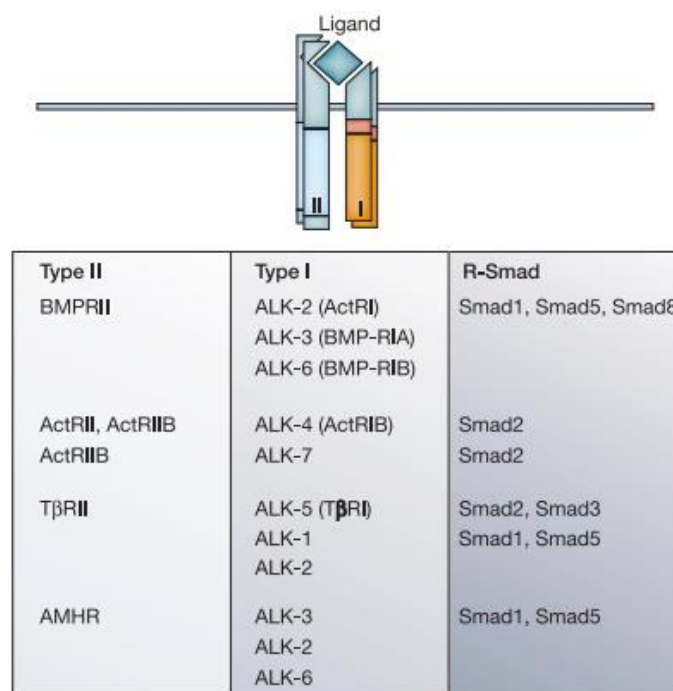 Ligand
II I
Type II Type I R-Smad
BMPRII ALK-2 (ActRI) Smad1, Smad5, Smad8
ALK-3 (BMP-RIA)
ALK-6 (BMP-RIB)
ActRII, ActRIIB ALK-4 (ActRIB) Smad2
ActRIIB ALK-7 Smad2
TβRII ALK-5 (TβRI) Smad2, Smad3
ALK-1 Smad1, Smad5
ALK-2
AMHR ALK-3 Smad1, Smad5
ALK-2
ALK-6